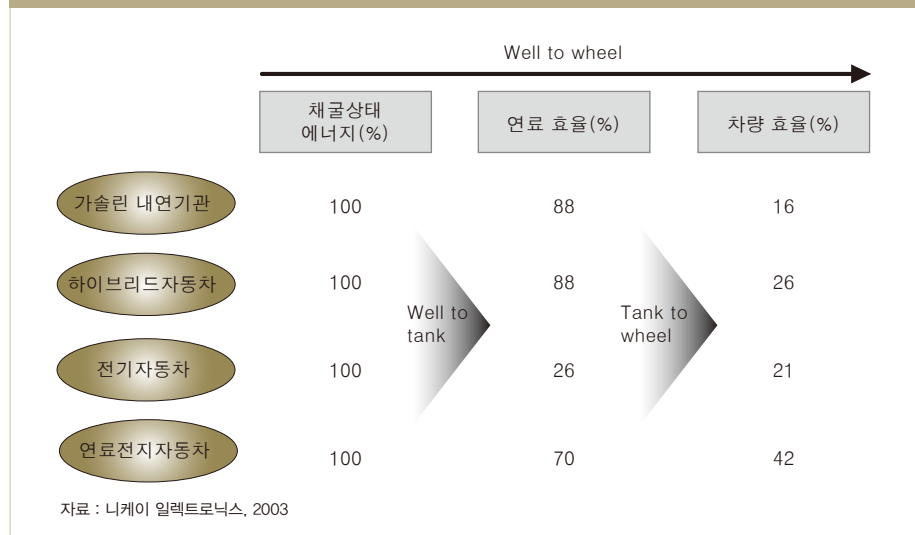 Well to wheel
채굴상태
에너지(%)
연료 효율(%)
차량 효율(%)
가솔린 내연기관
100
88
16
하이브리드자동차
100
88
26
Well to
tank
Tank to
wheel
전기자동차
100
26
21
연료전지자동차
100
70
42
자료 : 니케이 일렉트로닉스, 2003